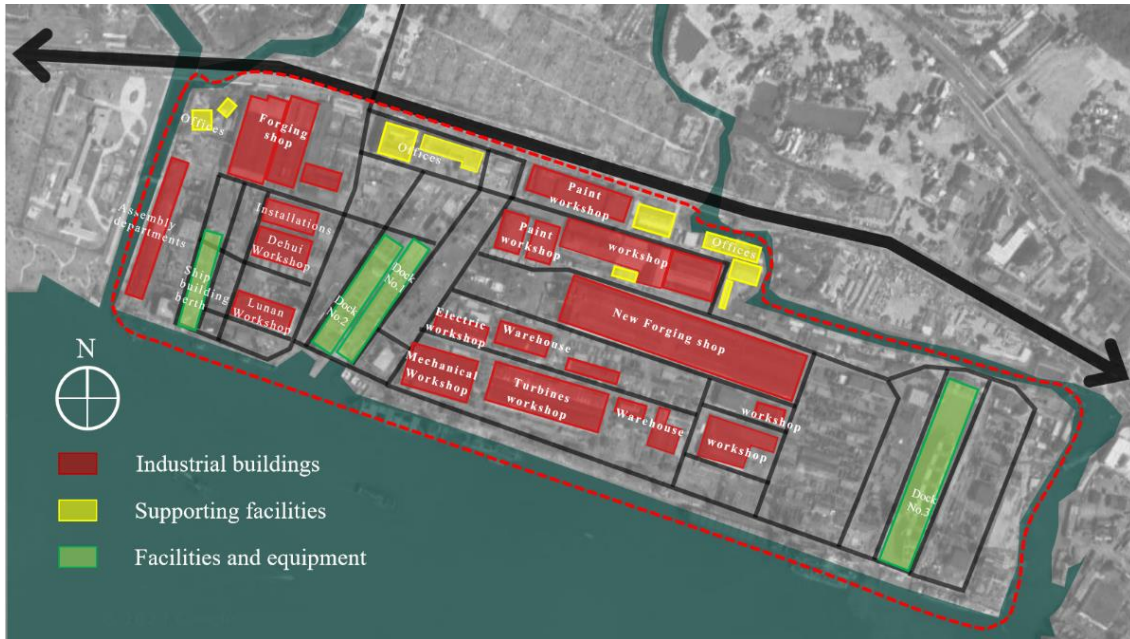 Offices
Forging
shop
Offices
Paint
workshop
Assembly
departments
Installations
Dehui
Workshop
Paint
workshop
workshop
Offices
Ship
building
berth
Lunan
Workshop
Dock
No.1
Dock
No.2
Electric
workshop
Warehouse
New Forging shop
Mechanical
Workshop
Turbines
workshop
Warehouse
workshop
workshop
Dock
No.3
N
Industrial buildings
Supporting facilities
Facilities and equipment